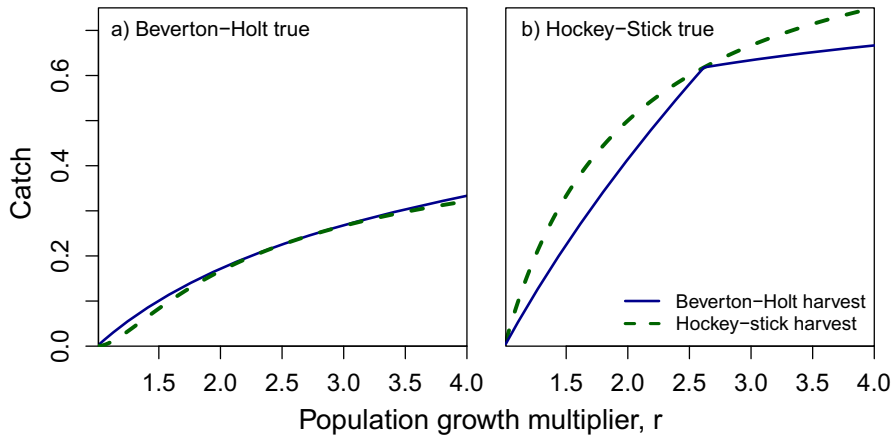 a) Beverton−Holt true
b) Hockey−Stick true
Catch
0.0 0.2 0.4 0.6
Beverton−Holt harvest
Hockey−stick harvest
1.5 2.0 2.5 3.0 3.5 4.0
1.5 2.0 2.5 3.0 3.5 4.0
Population growth multiplier, r